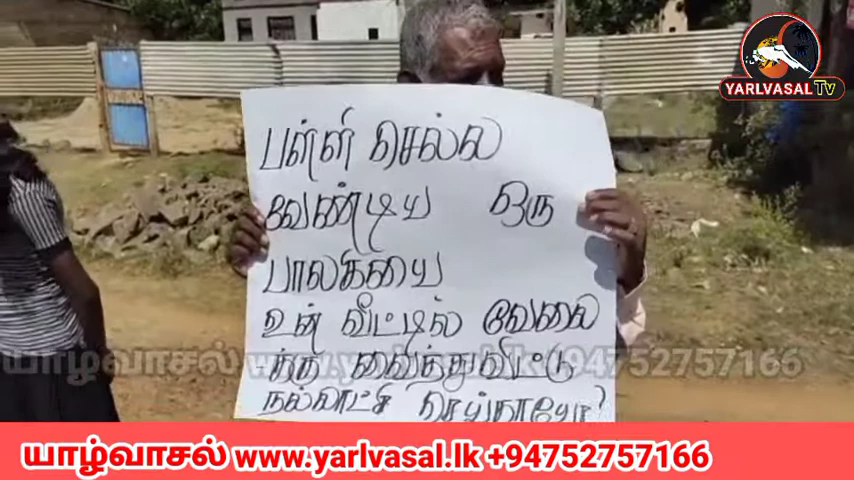 YARLVASAL Tv
பள்ளி செல்ல
வேண்டிய ஒரு
பாலகியை
உன் வீட்டில் வேலை
க்கு வைத்துவிட்டு
நல்லாட்சி செய்தாயோ?
யாழ்வாசல் www.yarlvasal.lk +94752757166
யாழ்வாசல் www.yarlvasal.lk +94752757166